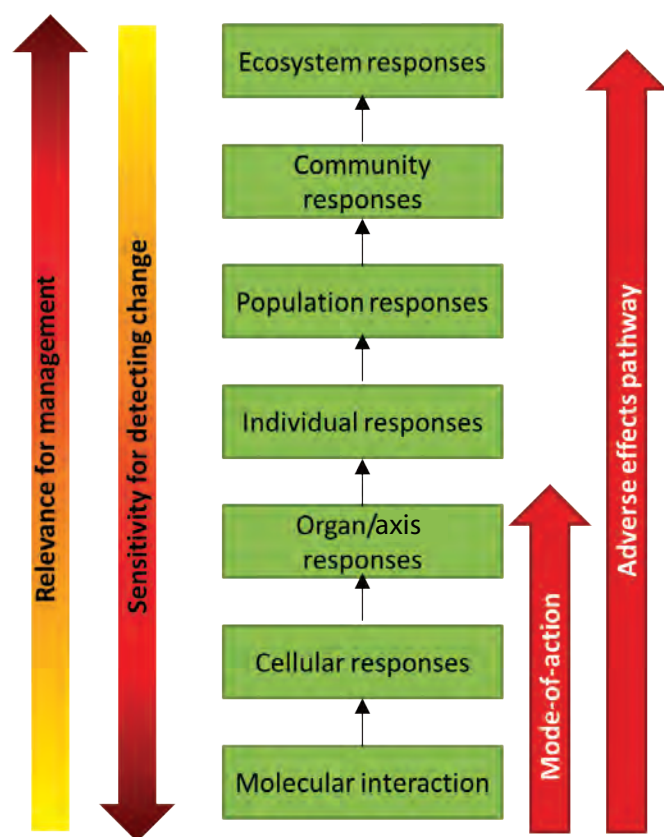 Ecosystem responses
Community
responses
Population responses
Individual responses
Organ/axis
responses
Cellular responses
Molecular interaction
Relevance for management
Sensitivity for detecting change
Mode-of-action
Adverse effects pathway